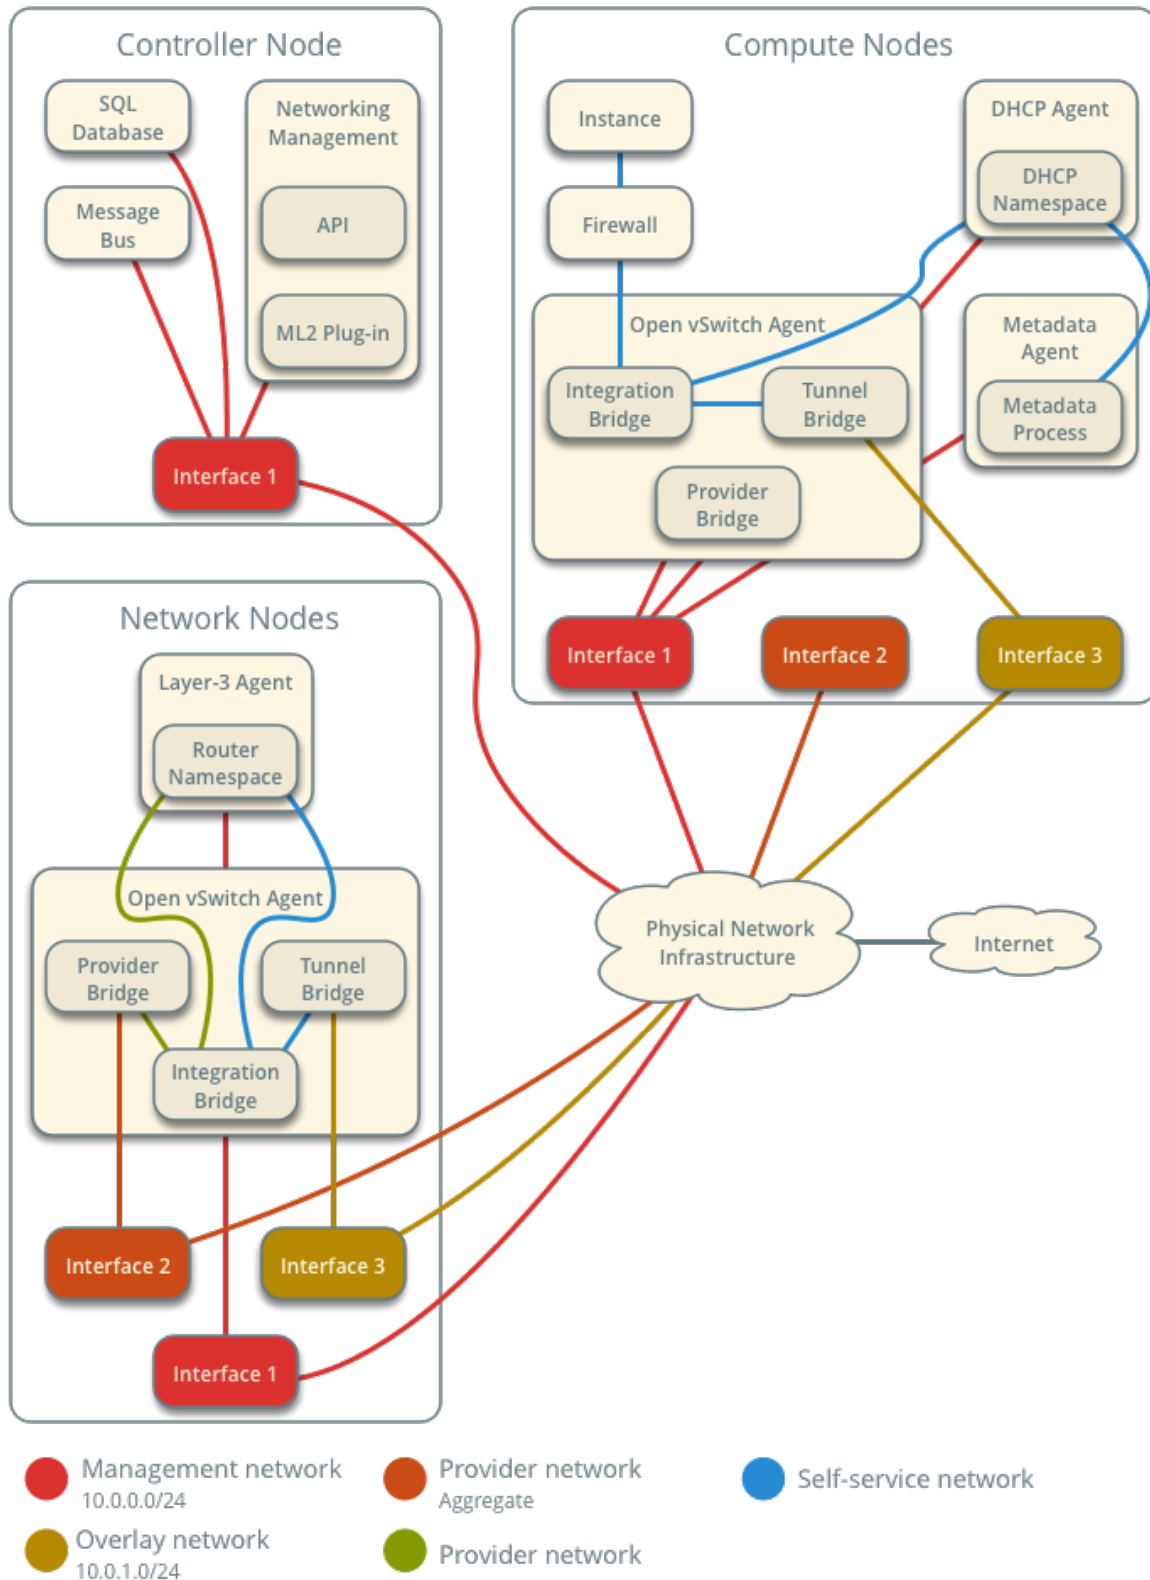 Controller Node
SQL
Database
Networking
Management
Message
Bus
API
ML2 Plug-in
Interface 1
Compute Nodes
Instance
DHCP Agent
DHCP
Namespace
Firewall
Open vSwitch Agent
Metadata
Agent
Integration
Bridge
Tunnel
Bridge
Metadata
Process
Provider
Bridge
Interface 1
Interface 2
Interface 3
Network Nodes
Layer-3 Agent
Router
Namespace
Open vSwitch Agent
Provider
Bridge
Tunnel
Bridge
Integration
Bridge
Interface 2
Interface 3
Interface 1
Physical Network
Infrastructure
Internet
Management network
10.0.0.0/24
Provider network
Aggregate
Self-service network
Overlay network
10.0.1.0/24
Provider network